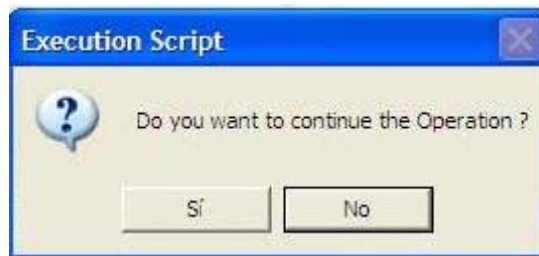 Execution Script
Do you want to continue the Operation ?
Sí
No